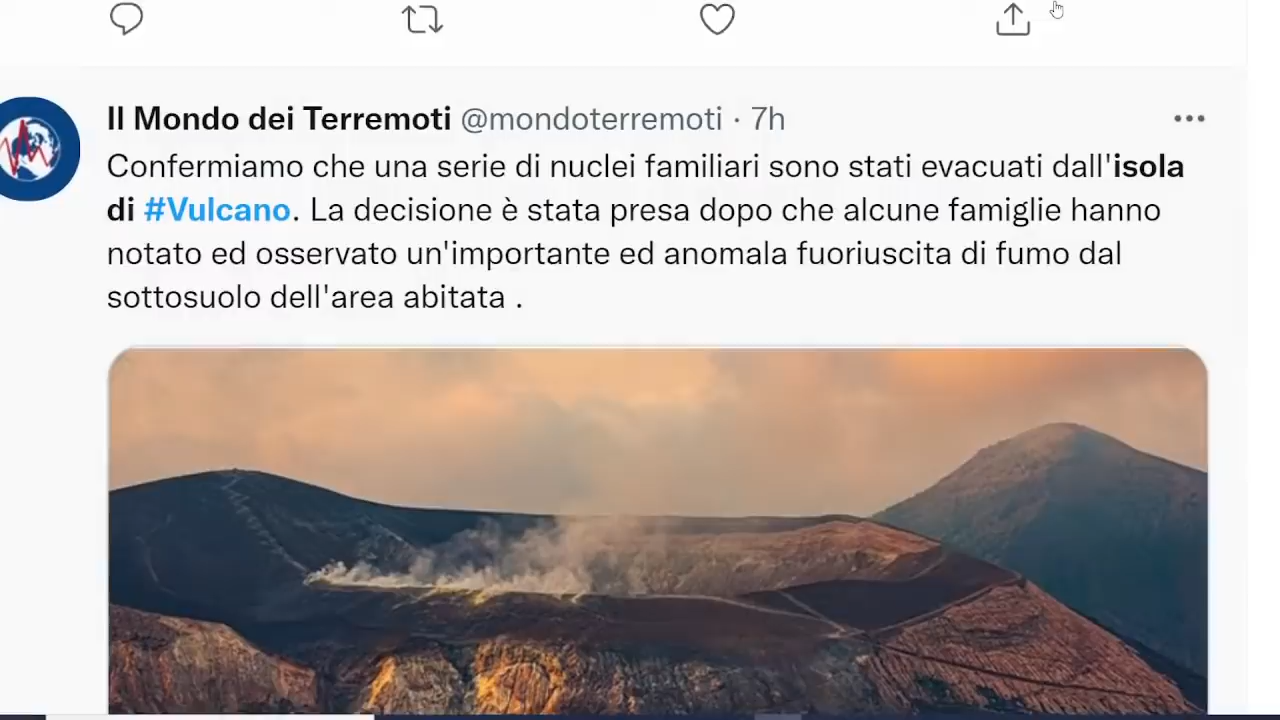 Il Mondo dei Terremoti @mondoterremoti · 7h
Confermiamo che una serie di nuclei familiari sono stati evacuati dall'isola
di #Vulcano. La decisione è stata presa dopo che alcune famiglie hanno
notato ed osservato un'importante ed anomala fuoriuscita di fumo dal
sottosuolo dell'area abitata .